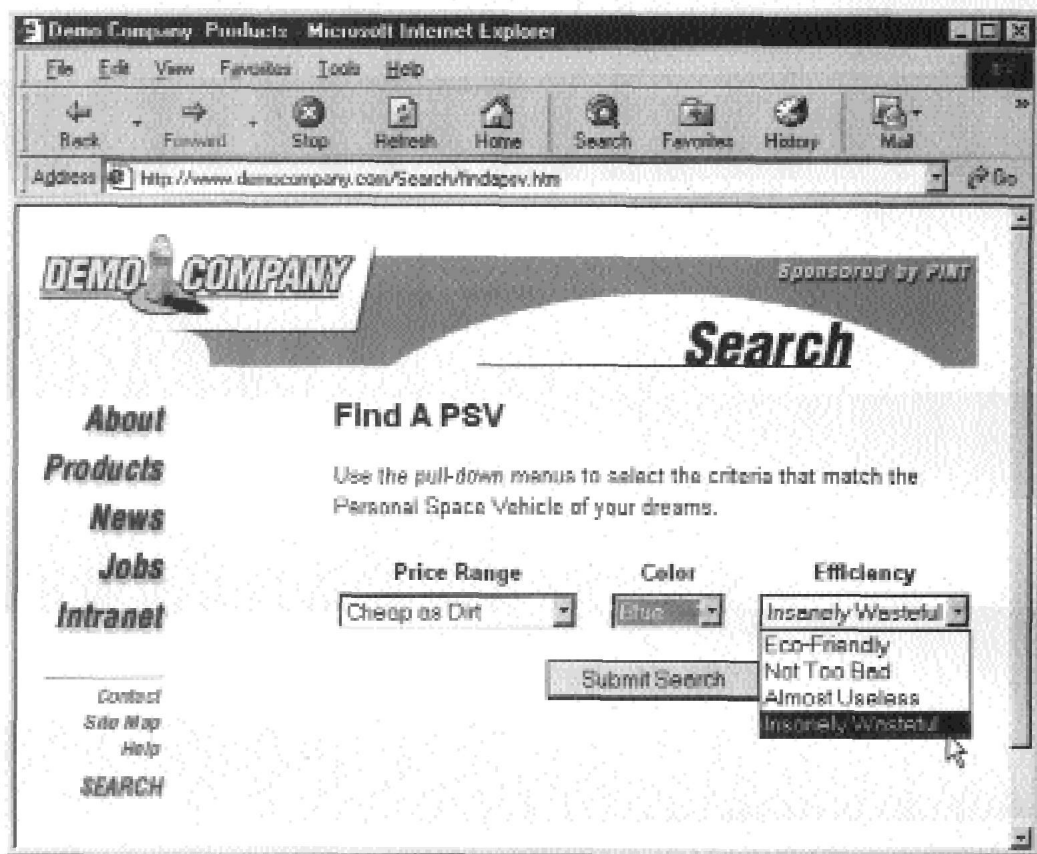 Demo Company Products - Microsoft Internet Explorer
File Edit View Favorites Tools Help
Back Forward Stop Refresh Home Search Favorites History Mail
Address http://www.democompany.com/Search/findapsv.htm Go
DEMO COMPANY
Sponsored by PINT
Search
About
Products
News
Jobs
Intranet
Contact
Site Map
Help
SEARCH
Find A PSV
Use the pull-down menus to select the criteria that match the
Personal Space Vehicle of your dreams.
Price Range Color Efficiency
Cheap as Dirt Blue Insanely Wasteful
Eco-Friendly
Not Too Bad
Almost Useless
Insanely Wasteful
Submit Search